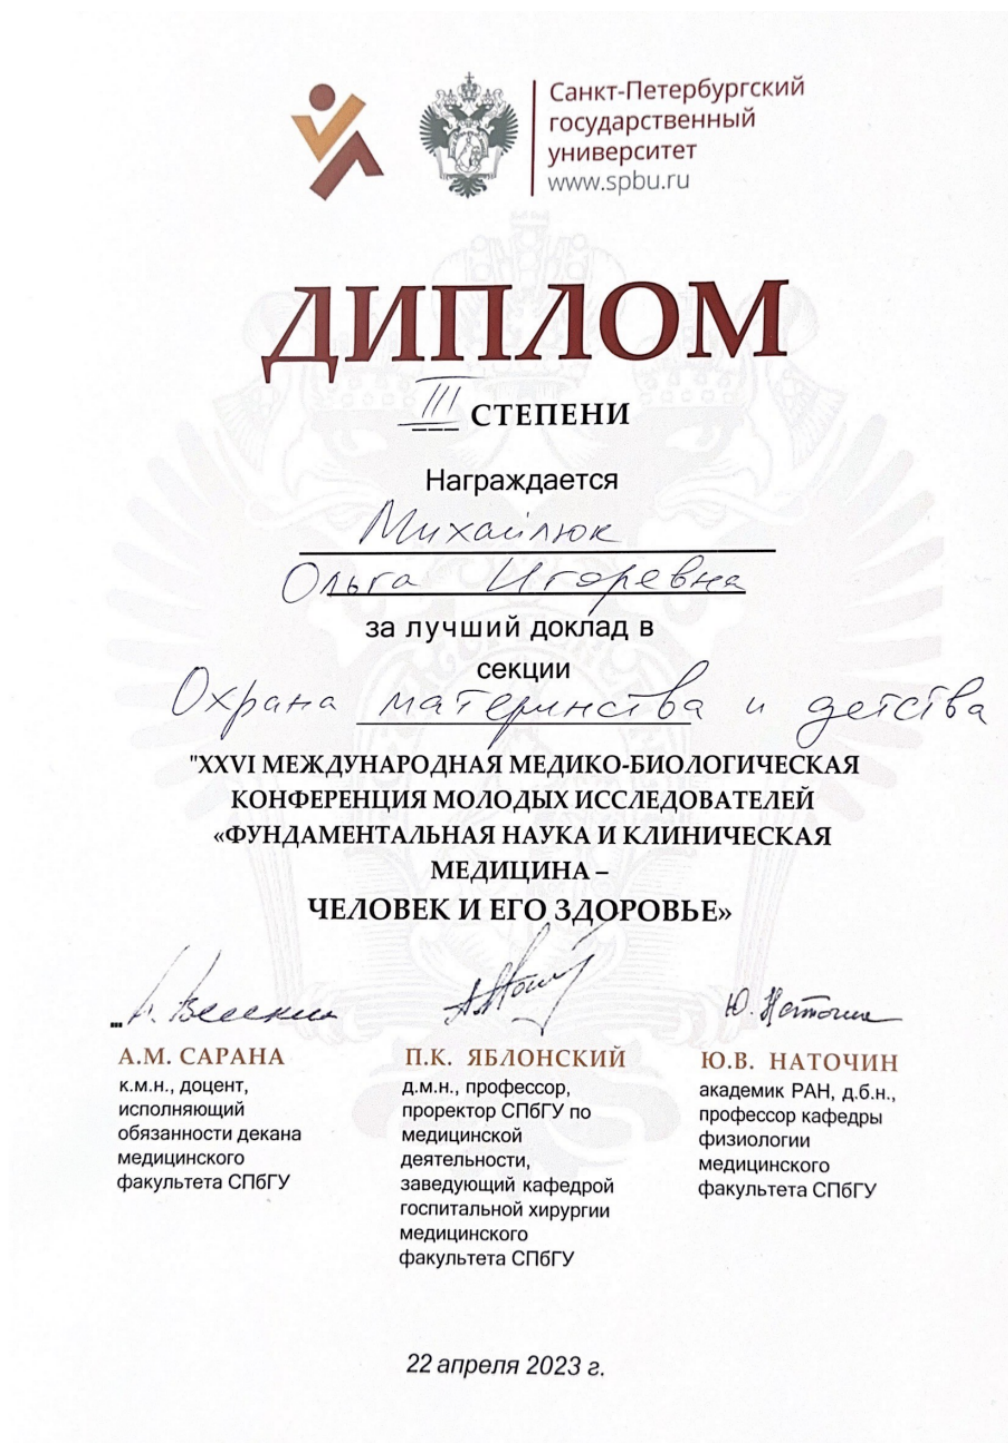 Санкт-Петербургский
государственный
университет
www.spbu.ru
ДИПЛОМ
III СТЕПЕНИ
Награждается
Михайлюк
Ольга Игоревна
за лучший доклад в
секции
Охрана материнства и детства
"XXVI МЕЖДУНАРОДНАЯ МЕДИКО-БИОЛОГИЧЕСКАЯ
КОНФЕРЕНЦИЯ МОЛОДЫХ ИССЛЕДОВАТЕЛЕЙ
«ФУНДАМЕНТАЛЬНАЯ НАУКА И КЛИНИЧЕСКАЯ
МЕДИЦИНА –
ЧЕЛОВЕК И ЕГО ЗДОРОВЬЕ»
Ю. Наточин
А.М. САРАНА
к.м.н., доцент,
исполняющий
обязанности декана
медицинского
факультета СПбГУ
П.К. ЯБЛОНСКИЙ
д.м.н., профессор,
проректор СПбГУ по
медицинской
деятельности,
заведующий кафедрой
госпитальной хирургии
медицинского
факультета СПбГУ
Ю.В. НАТОЧИН
академик РАН, д.б.н.,
профессор кафедры
физиологии
медицинского
факультета СПбГУ
22 апреля 2023 г.